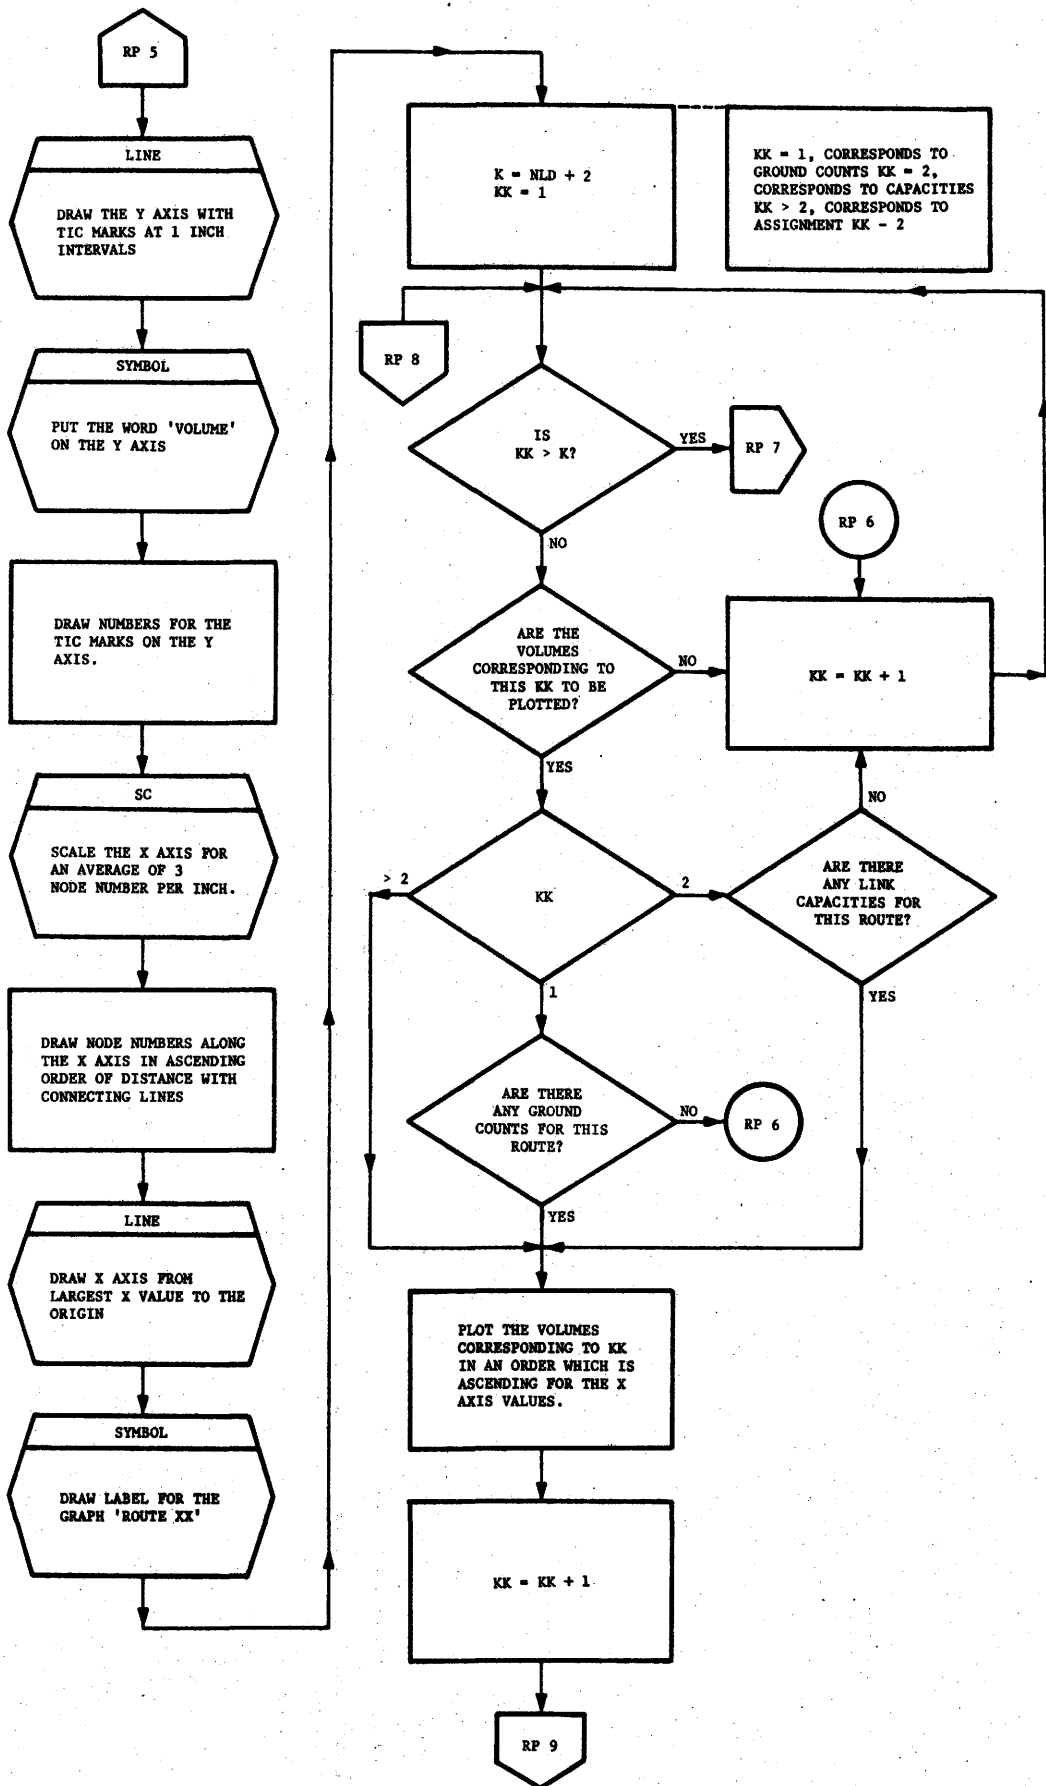 RP 5
LINE
DRAW THE Y AXIS WITH
TIC MARKS AT 1 INCH
INTERVALS
SYMBOL
PUT THE WORD 'VOLUME'
ON THE Y AXIS
DRAW NUMBERS FOR THE
TIC MARKS ON THE Y
AXIS.
SC
SCALE THE X AXIS FOR
AN AVERAGE OF 3
NODE NUMBER PER INCH.
DRAW NODE NUMBERS ALONG
THE X AXIS IN ASCENDING
ORDER OF DISTANCE WITH
CONNECTING LINES
LINE
DRAW X AXIS FROM
LARGEST X VALUE TO THE
ORIGIN
SYMBOL
DRAW LABEL FOR THE
GRAPH 'ROUTE XX'
K = NLD + 2
KK = 1
KK = 1, CORRESPONDS TO
GROUND COUNTS KK = 2,
CORRESPONDS TO CAPACITIES
KK > 2, CORRESPONDS TO
ASSIGNMENT KK - 2
RP 8
IS
KK > K?
YES
RP 7
NO
RP 6
ARE THE
VOLUMES
CORRESPONDING TO
THIS KK TO BE
PLOTTED?
NO
KK = KK + 1
YES
KK
> 2
2
1
NO
ARE THERE
ANY LINK
CAPACITIES FOR
THIS ROUTE?
YES
ARE THERE
ANY GROUND
COUNTS FOR THIS
ROUTE?
NO
RP 6
YES
PLOT THE VOLUMES
CORRESPONDING TO KK
IN AN ORDER WHICH IS
ASCENDING FOR THE X
AXIS VALUES.
KK = KK + 1
RP 9